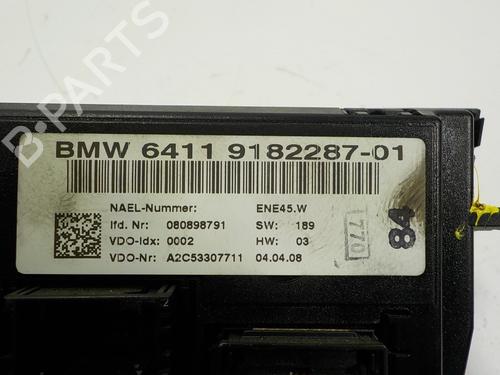 B-PARTS
BMW 6411 9182287-01
NAEL-Nummer: ENE45.W
lfd. Nr: 080898791 SW: 189
VDO-Idx: 0002 HW: 03
VDO-Nr: A2C53307711 04.04.08
770
84